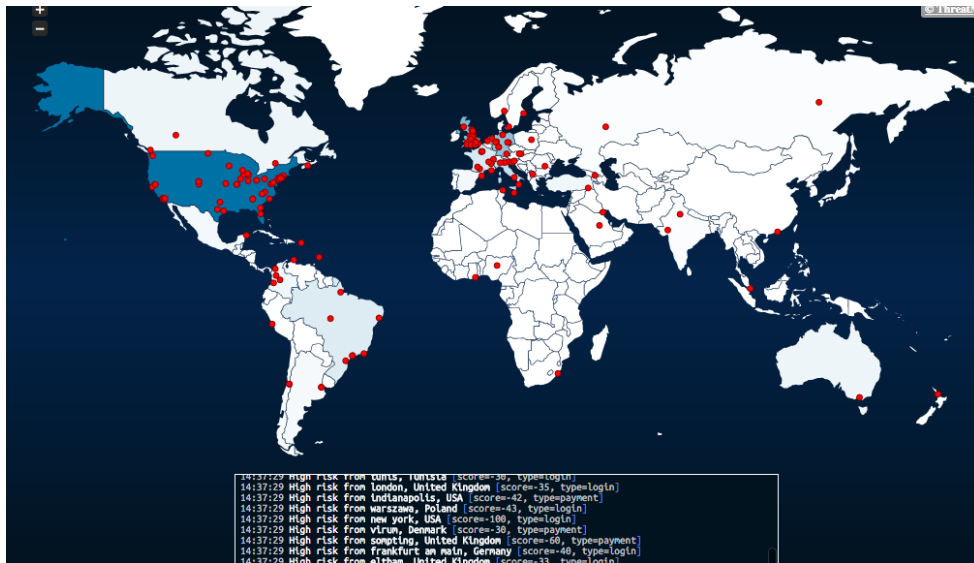 +
−
14:37:29 High risk from tunis, Tunisia [score=-30, type=login]
14:37:29 High risk from london, United Kingdom [score=-35, type=login]
14:37:29 High risk from indianapolis, USA [score=-42, type=payment]
14:37:29 High risk from warszawa, Poland [score=-43, type=login]
14:37:29 High risk from new york, USA [score=-100, type=login]
14:37:29 High risk from virum, Denmark [score=-30, type=payment]
14:37:29 High risk from sompting, United Kingdom [score=-60, type=payment]
14:37:29 High risk from frankfurt am main, Germany [score=-40, type=login]
14:37:29 High risk from eltham, United Kingdom [score=-33, type=login]